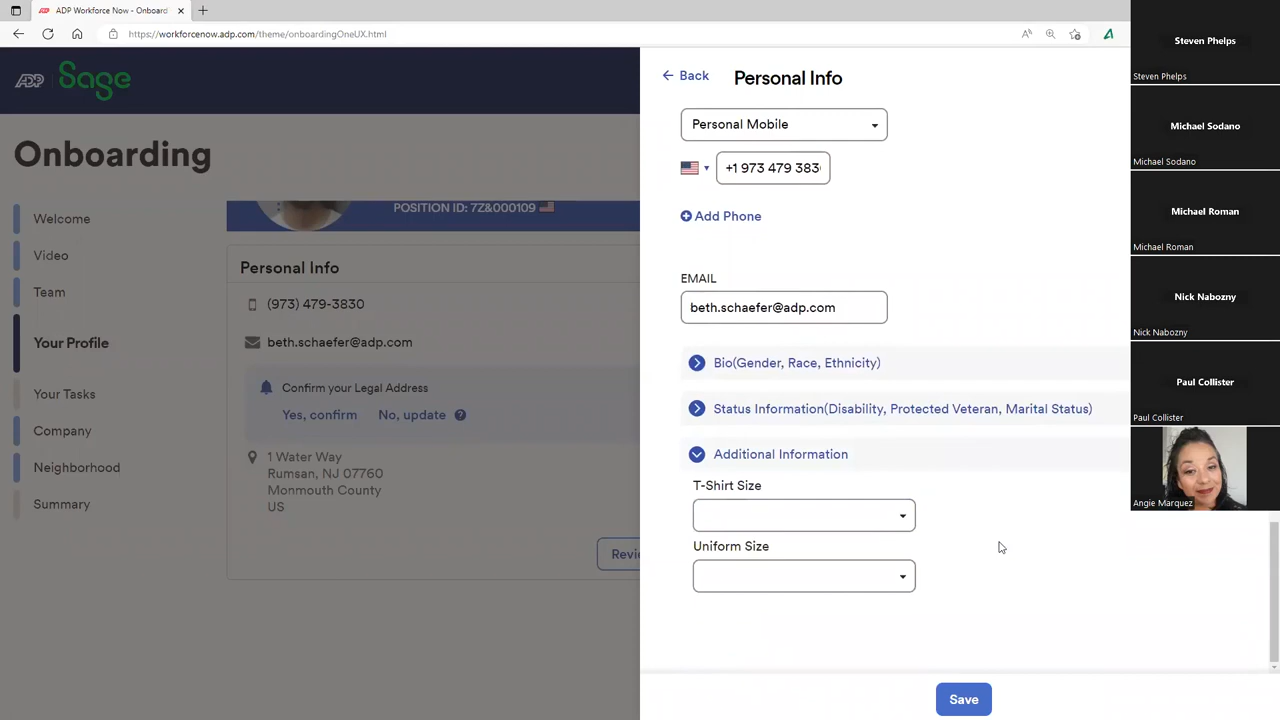 ADP Workforce Now - Onboard
https://workforcenow.adp.com/theme/onboardingOneUX.html
ADP Sage
Onboarding
Welcome
Video
Team
Your Profile
Your Tasks
Company
Neighborhood
Summary
POSITION ID: 7Z&000109
Personal Info
(973) 479-3830
beth.schaefer@adp.com
Confirm your Legal Address
Yes, confirm No, update ?
1 Water Way
Rumsan, NJ 07760
Monmouth County
US
Revie
Back
Personal Info
Personal Mobile
+1 973 479 383
Add Phone
EMAIL
beth.schaefer@adp.com
Bio(Gender, Race, Ethnicity)
Status Information(Disability, Protected Veteran, Marital Status)
Additional Information
T-Shirt Size
Uniform Size
Save
Steven Phelps
Steven Phelps
Michael Sodano
Michael Sodano
Michael Roman
Michael Roman
Nick Nabozny
Nick Nabozny
Paul Collister
Paul Collister
Angie Marquez